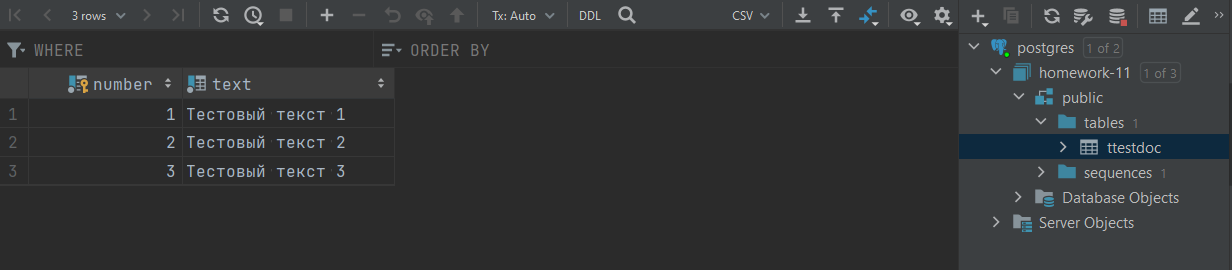 3 rows Tx: Auto DDL CSV
WHERE ORDER BY
number text
1 1 Тестовый текст 1
2 2 Тестовый текст 2
3 3 Тестовый текст 3
postgres 1 of 2
homework-11 1 of 3
public
tables 1
ttestdoc
sequences 1
Database Objects
Server Objects